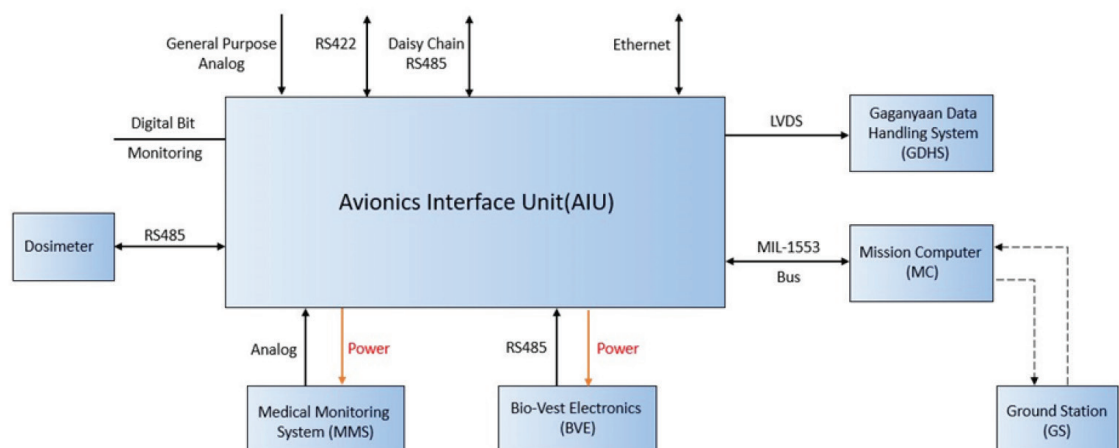 General Purpose
Analog
RS422
Daisy Chain
RS485
Ethernet
Digital Bit
Monitoring
LVDS
Gaganyaan Data
Handling System
(GDHS)
Avionics Interface Unit(AIU)
Dosimeter
RS485
MIL-1553
Bus
Mission Computer
(MC)
Analog
Power
RS485
Power
Medical Monitoring
System (MMS)
Bio-Vest Electronics
(BVE)
Ground Station
(GS)